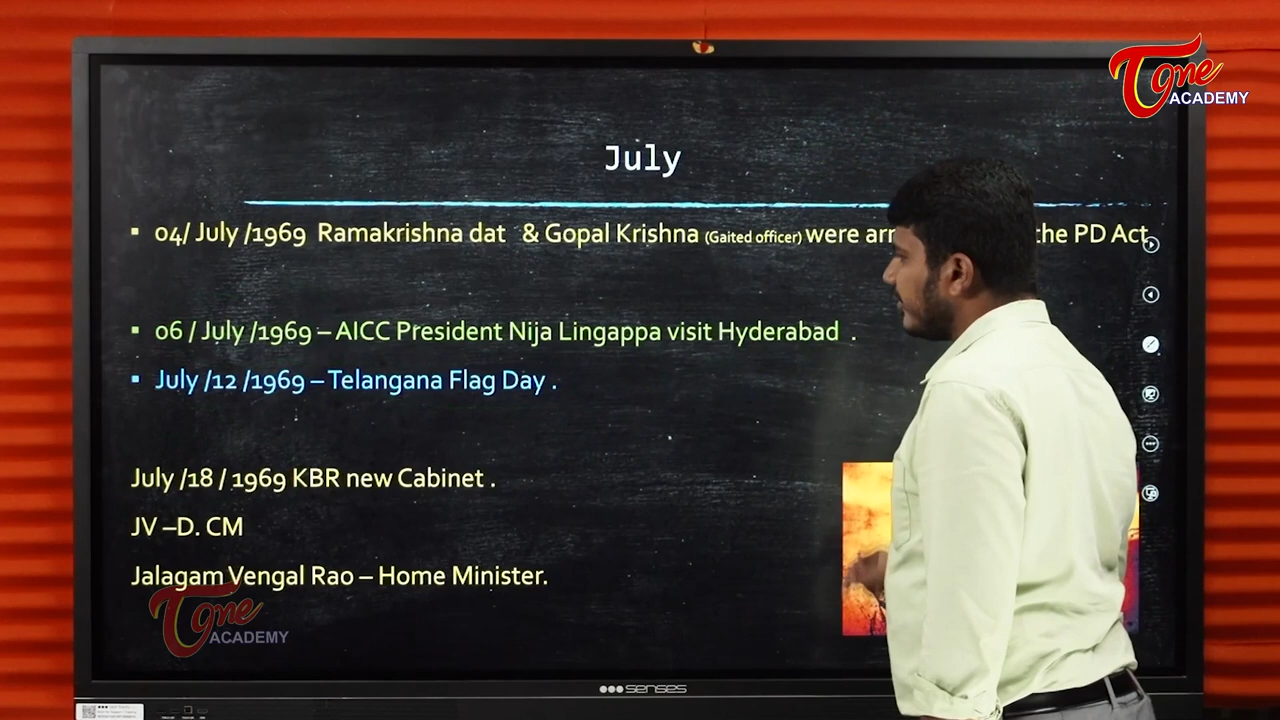 Tone
ACADEMY
July
▪ 04/ July /1969 Ramakrishna dat & Gopal Krishna (Gaited officer) were the PD Act.
▪ 06 / July /1969 – AICC President Nija Lingappa visit Hyderabad .
▪ July /12 /1969 – Telangana Flag Day .
July /18 / 1969 KBR new Cabinet .
JV –D. CM
Jalagam Vengal Rao – Home Minister.
Tone
ACADEMY
senses